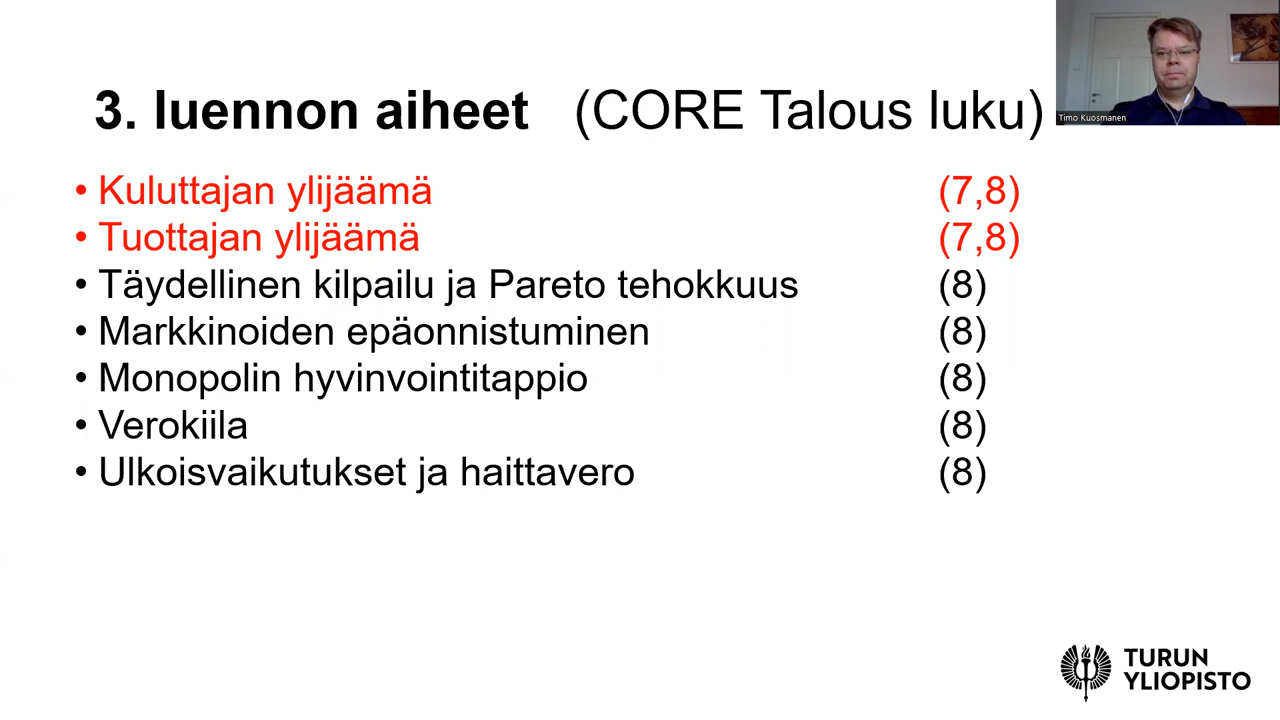 3. luennon aiheet (CORE Talous luku)
Timo Kuosmanen
• Kuluttajan ylijäämä (7,8)
• Tuottajan ylijäämä (7,8)
• Täydellinen kilpailu ja Pareto tehokkuus (8)
• Markkinoiden epäonnistuminen (8)
• Monopolin hyvinvointitappio (8)
• Verokiila (8)
• Ulkoisvaikutukset ja haittavero (8)
TURUN
YLIOPISTO